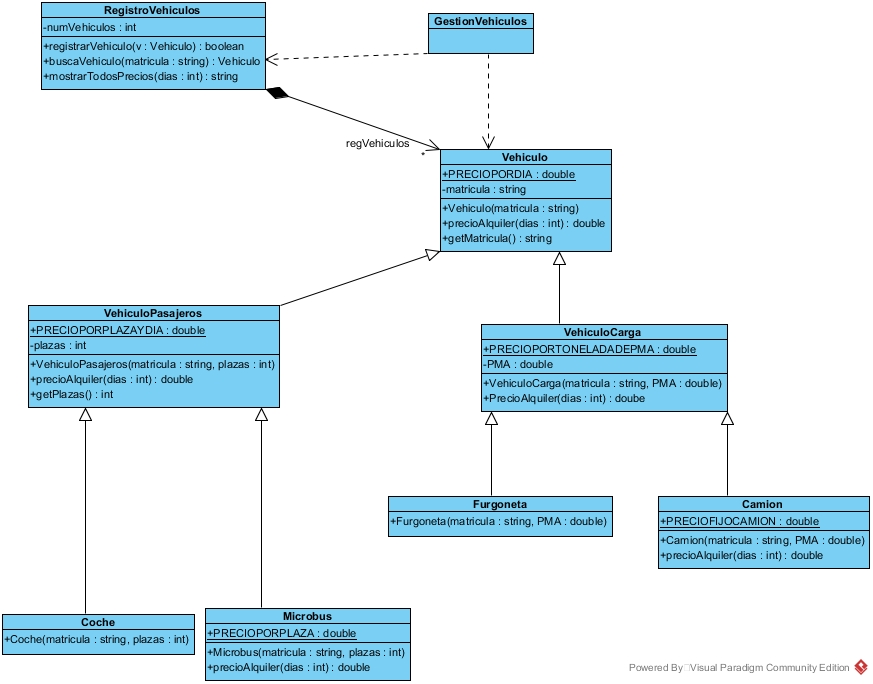 RegistroVehiculos
-numVehiculos : int
+registrarVehiculo(v : Vehiculo) : boolean
+buscaVehiculo(matricula : string) : Vehiculo
+mostrarTodosPrecios(dias : int) : string
GestionVehiculos
regVehiculos
*
Vehiculo
+PRECIOPORDIA : double
-matricula : string
+Vehiculo(matricula : string)
+precioAlquiler(dias : int) : double
+getMatricula() : string
VehiculoPasajeros
+PRECIOPORPLAZAYDIA : double
-plazas : int
+VehiculoPasajeros(matricula : string, plazas : int)
+precioAlquiler(dias : int) : double
+getPlazas() : int
VehiculoCarga
+PRECIOPORTONELADADEPMA : double
-PMA : double
+VehiculoCarga(matricula : string, PMA : double)
+PrecioAlquiler(dias : int) : doube
Furgoneta
+Furgoneta(matricula : string, PMA : double)
Camion
+PRECIOFIJOCAMION : double
+Camion(matricula : string, PMA : double)
+precioAlquiler(dias : int) : double
Coche
+Coche(matricula : string, plazas : int)
Microbus
+PRECIOPORPLAZA : double
+Microbus(matricula : string, plazas : int)
+precioAlquiler(dias : int) : double
Powered By Visual Paradigm Community Edition